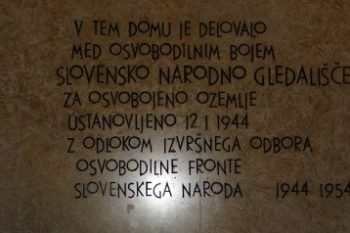 V TEM DOMU JE DELOVALO
MED OSVOBODILNIM BOJEM
SLOVENSKO NARODNO GLEDALIŠČE
ZA OSVOBOJENO OZEMLJE
USTANOVLJENO 12 I 1944
Z ODLOKOM IZVRŠNEGA ODBORA
OSVOBODILNE FRONTE
SLOVENSKEGA NARODA 1944 1954